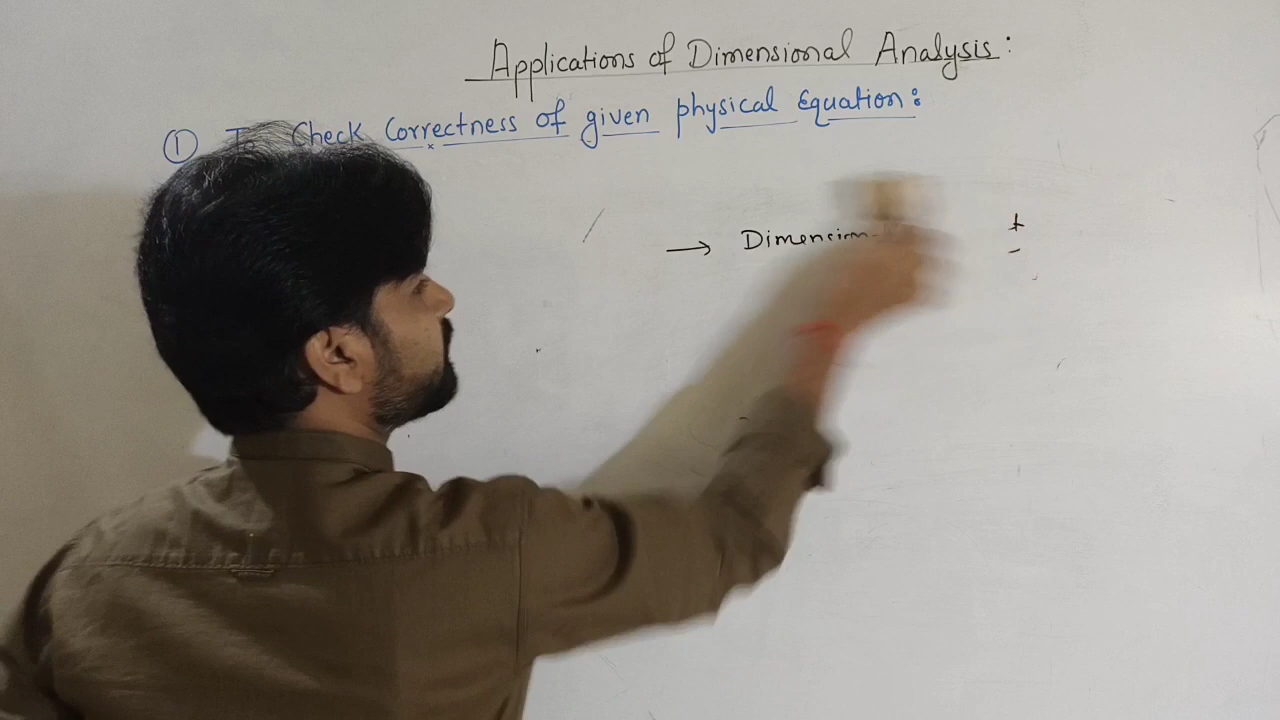 Applications of Dimensional Analysis:
① To Check Correctness of given physical Equation:
→ Dimension
+
-